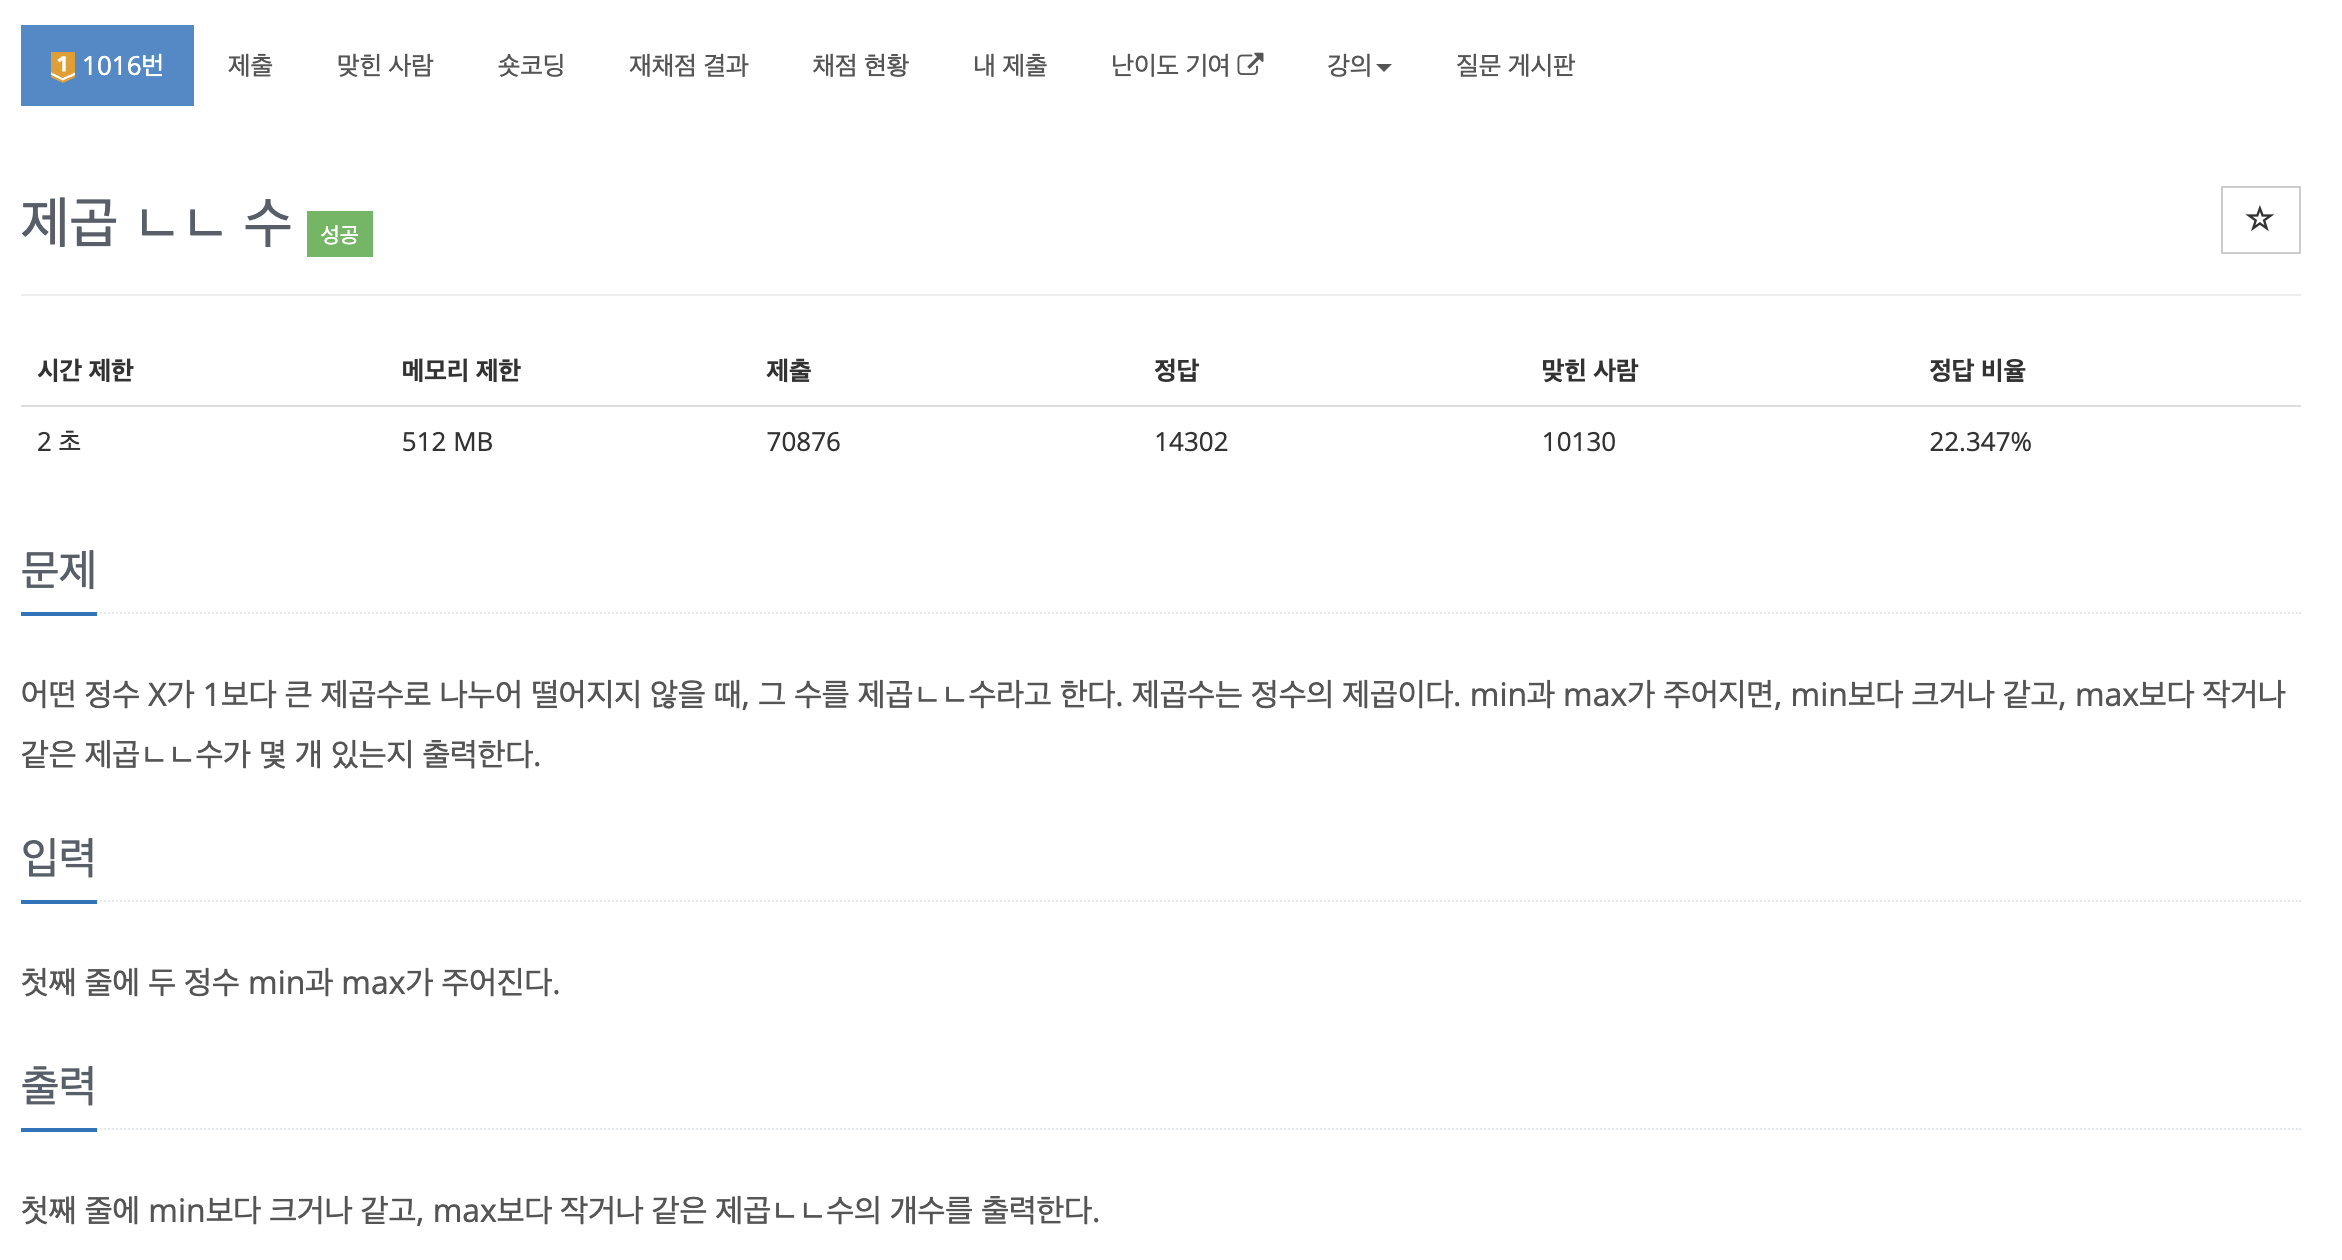 1 1016번 제출 맞힌 사람 숏코딩 재채점 결과 채점 현황 내 제출 난이도 기여 강의 질문 게시판
제곱 ㄴㄴ 수 성공
시간 제한 메모리 제한 제출 정답 맞힌 사람 정답 비율
2 초 512 MB 70876 14302 10130 22.347%
문제
어떤 정수 X가 1보다 큰 제곱수로 나누어 떨어지지 않을 때, 그 수를 제곱ㄴㄴ수라고 한다. 제곱수는 정수의 제곱이다. min과 max가 주어지면, min보다 크거나 같고, max보다 작거나
같은 제곱ㄴㄴ수가 몇 개 있는지 출력한다.
입력
첫째 줄에 두 정수 min과 max가 주어진다.
출력
첫째 줄에 min보다 크거나 같고, max보다 작거나 같은 제곱ㄴㄴ수의 개수를 출력한다.